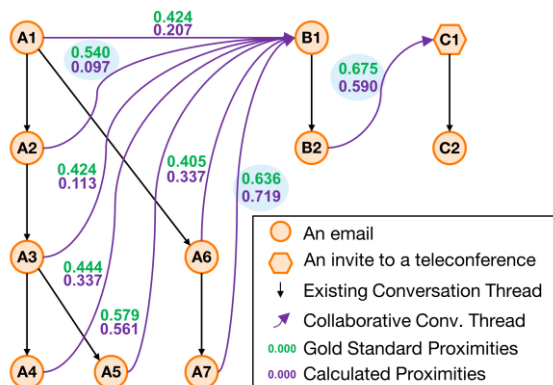 A1
0.424
0.207
B1
C1
0.540
0.097
0.675
0.590
A2
B2
C2
0.424
0.113
0.405
0.337
0.636
0.719
A3
0.444
0.337
A6
0.579
0.561
A4
A5
A7
An email
An invite to a teleconference
Existing Conversation Thread
Collaborative Conv. Thread
0.000 Gold Standard Proximities
0.000 Calculated Proximities